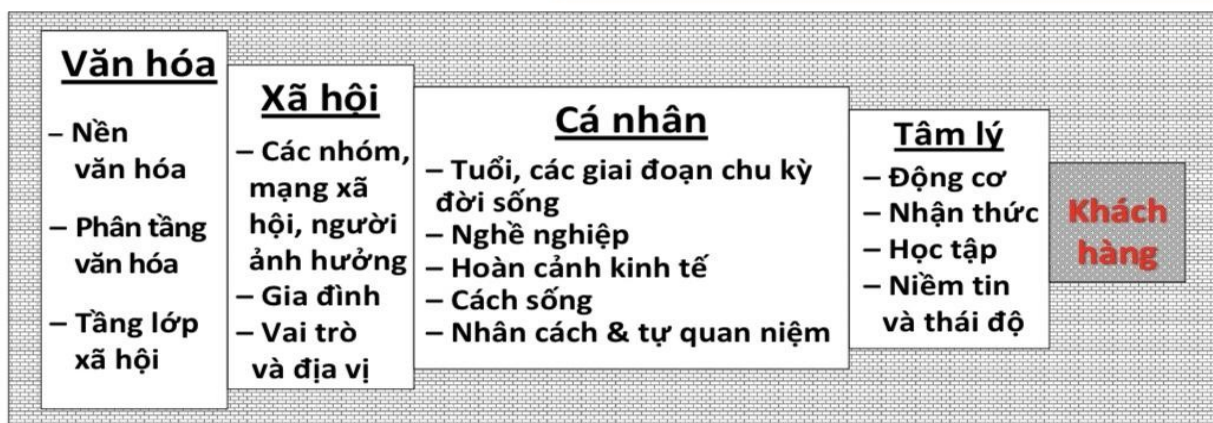 Văn hóa
– Nền
văn hóa
– Phân tầng
văn hóa
– Tầng lớp
xã hội
Xã hội
– Các nhóm,
mạng xã
hội, người
ảnh hưởng
– Gia đình
– Vai trò
và địa vị
Cá nhân
– Tuổi, các giai đoạn chu kỳ
đời sống
– Nghề nghiệp
– Hoàn cảnh kinh tế
– Cách sống
– Nhân cách & tự quan niệm
Tâm lý
– Động cơ
– Nhận thức
– Học tập
– Niềm tin
và thái độ
Khách
hàng